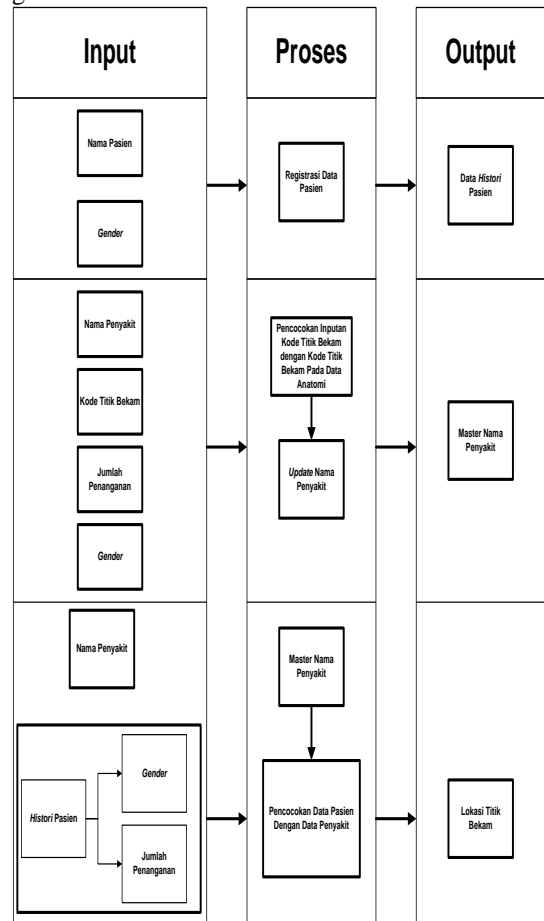 Input
Proses
Output
Nama Pasien
Gender
Registrasi Data
Pasien
Data Histori
Pasien
Nama Penyakit
Kode Titik Bekam
Jumlah
Penanganan
Gender
Pencocokan Inputan
Kode Titik Bekam
dengan Kode Titik
Bekam Pada Data
Anatomi
Update Nama
Penyakit
Master Nama
Penyakit
Nama Penyakit
Histori Pasien
Gender
Jumlah
Penanganan
Master Nama
Penyakit
Pencocokan Data Pasien
Dengan Data Penyakit
Lokasi Titik
Bekam